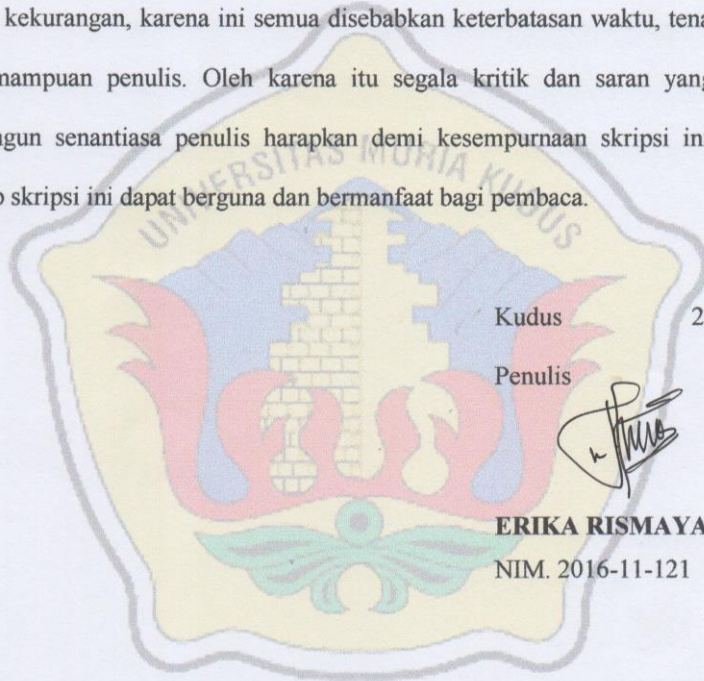 kekurangan, karena ini semua disebabkan keterbatasan waktu, tena
mampuan penulis. Oleh karena itu segala kritik dan saran yang
ngun senantiasa penulis harapkan demi kesempurnaan skripsi in
skripsi ini dapat berguna dan bermanfaat bagi pembaca.
UNIVERSITAS MURIA KUDUS
Kudus 2
Penulis
ERIKA RISMAYA
NIM. 2016-11-121